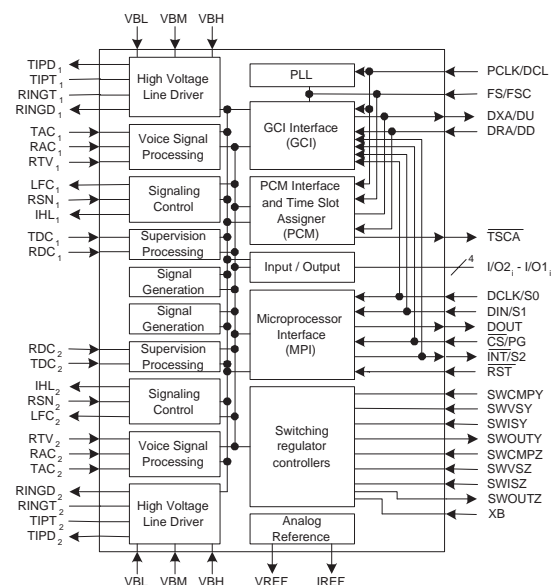 VBL VBM VBH
TIPD1
TIPT1
RINGT1
RINGD1
TAC1
RAC1
RTV1
LFC1
RSN1
IHL1
TDC1
RDC1
RDC2
TDC2
IHL2
RSN2
LFC2
RTV2
RAC2
TAC2
RINGD2
RINGT2
TIPT2
TIPD2
High Voltage
Line Driver
Voice Signal
Processing
Signaling
Control
Supervision
Processing
Signal
Generation
Signal
Generation
Supervision
Processing
Signaling
Control
Voice Signal
Processing
High Voltage
Line Driver
PLL
GCI Interface
(GCI)
PCM Interface
and Time Slot
Assigner
(PCM)
Input / Output
Microprocessor
Interface
(MPI)
Switching
regulator
controllers
Analog
Reference
PCLK/DCL
FS/FSC
DXA/DU
DRA/DD
TSCA
4
I/O2i - I/O1i
DCLK/S0
DIN/S1
DOUT
CS/PG
INT/S2
RST
SWCMPY
SWVSY
SWISY
SWOUTY
SWCMPZ
SWVSZ
SWISZ
SWOUTZ
XB
VBL VBM VBH VREF IREF